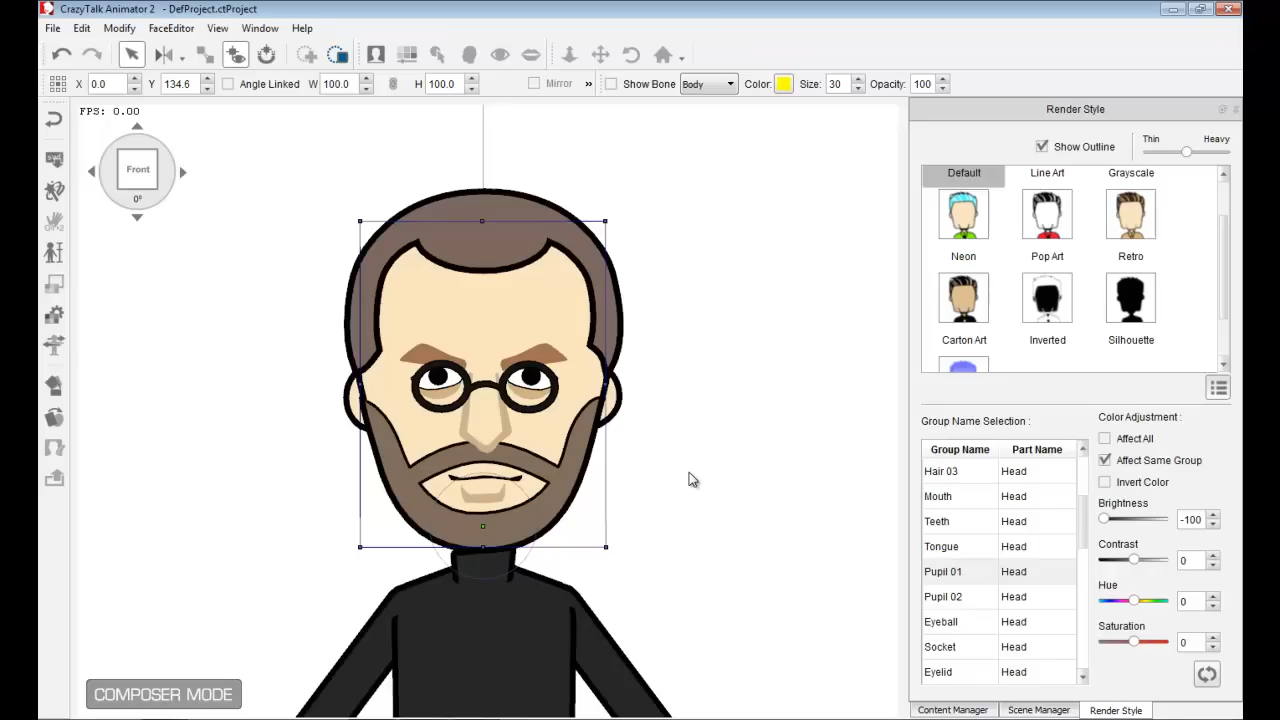 CrazyTalk Animator 2 - DefProject.ctProject
File Edit Modify FaceEditor View Window Help
X 0.0 Y 134.6 Angle Linked W 100.0 H 100.0 Mirror » Show Bone Body Color: Size: 30 Opacity: 100
FPS: 0.00
Front
0°
Render Style
Show Outline Thin Heavy
Default Line Art Grayscale
Neon Pop Art Retro
Carton Art Inverted Silhouette
Group Name Selection :
Group Name Part Name
Hair 03 Head
Mouth Head
Teeth Head
Tongue Head
Pupil 01 Head
Pupil 02 Head
Eyeball Head
Socket Head
Eyelid Head
Color Adjustment :
Affect All
Affect Same Group
Invert Color
Brightness
-100
Contrast
0
Hue
0
Saturation
0
COMPOSER MODE
Content Manager Scene Manager Render Style